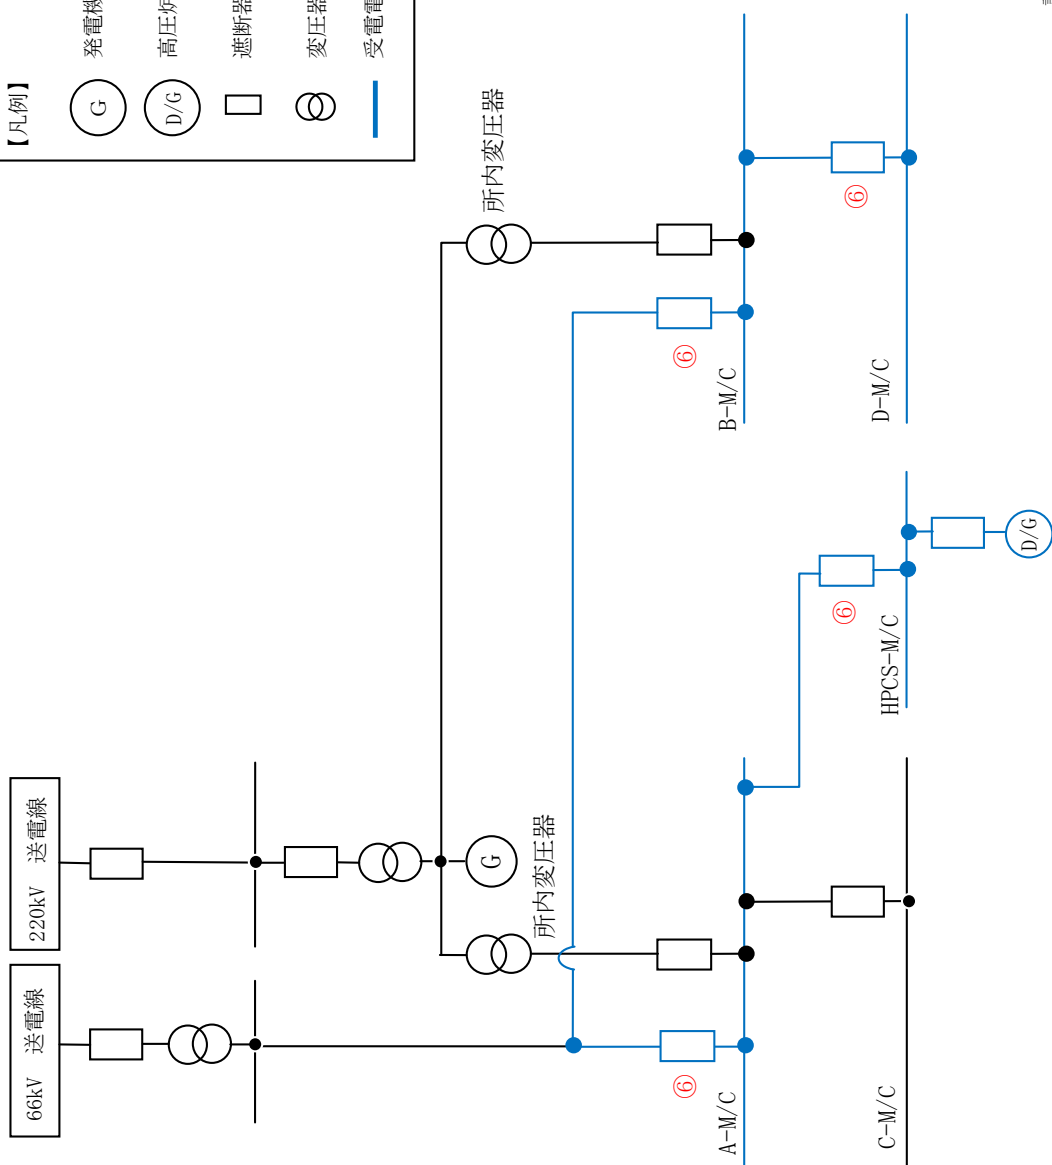 【凡例】
G 発電機
D/G 高圧炉
遮断器
変圧器
受電電
220kV 送電線
66kV 送電線
所内変圧器
G
所内変圧器
⑥
⑥
⑥
⑥
⑥
A-M/C
B-M/C
C-M/C
HPCS-M/C
D-M/C
D/G